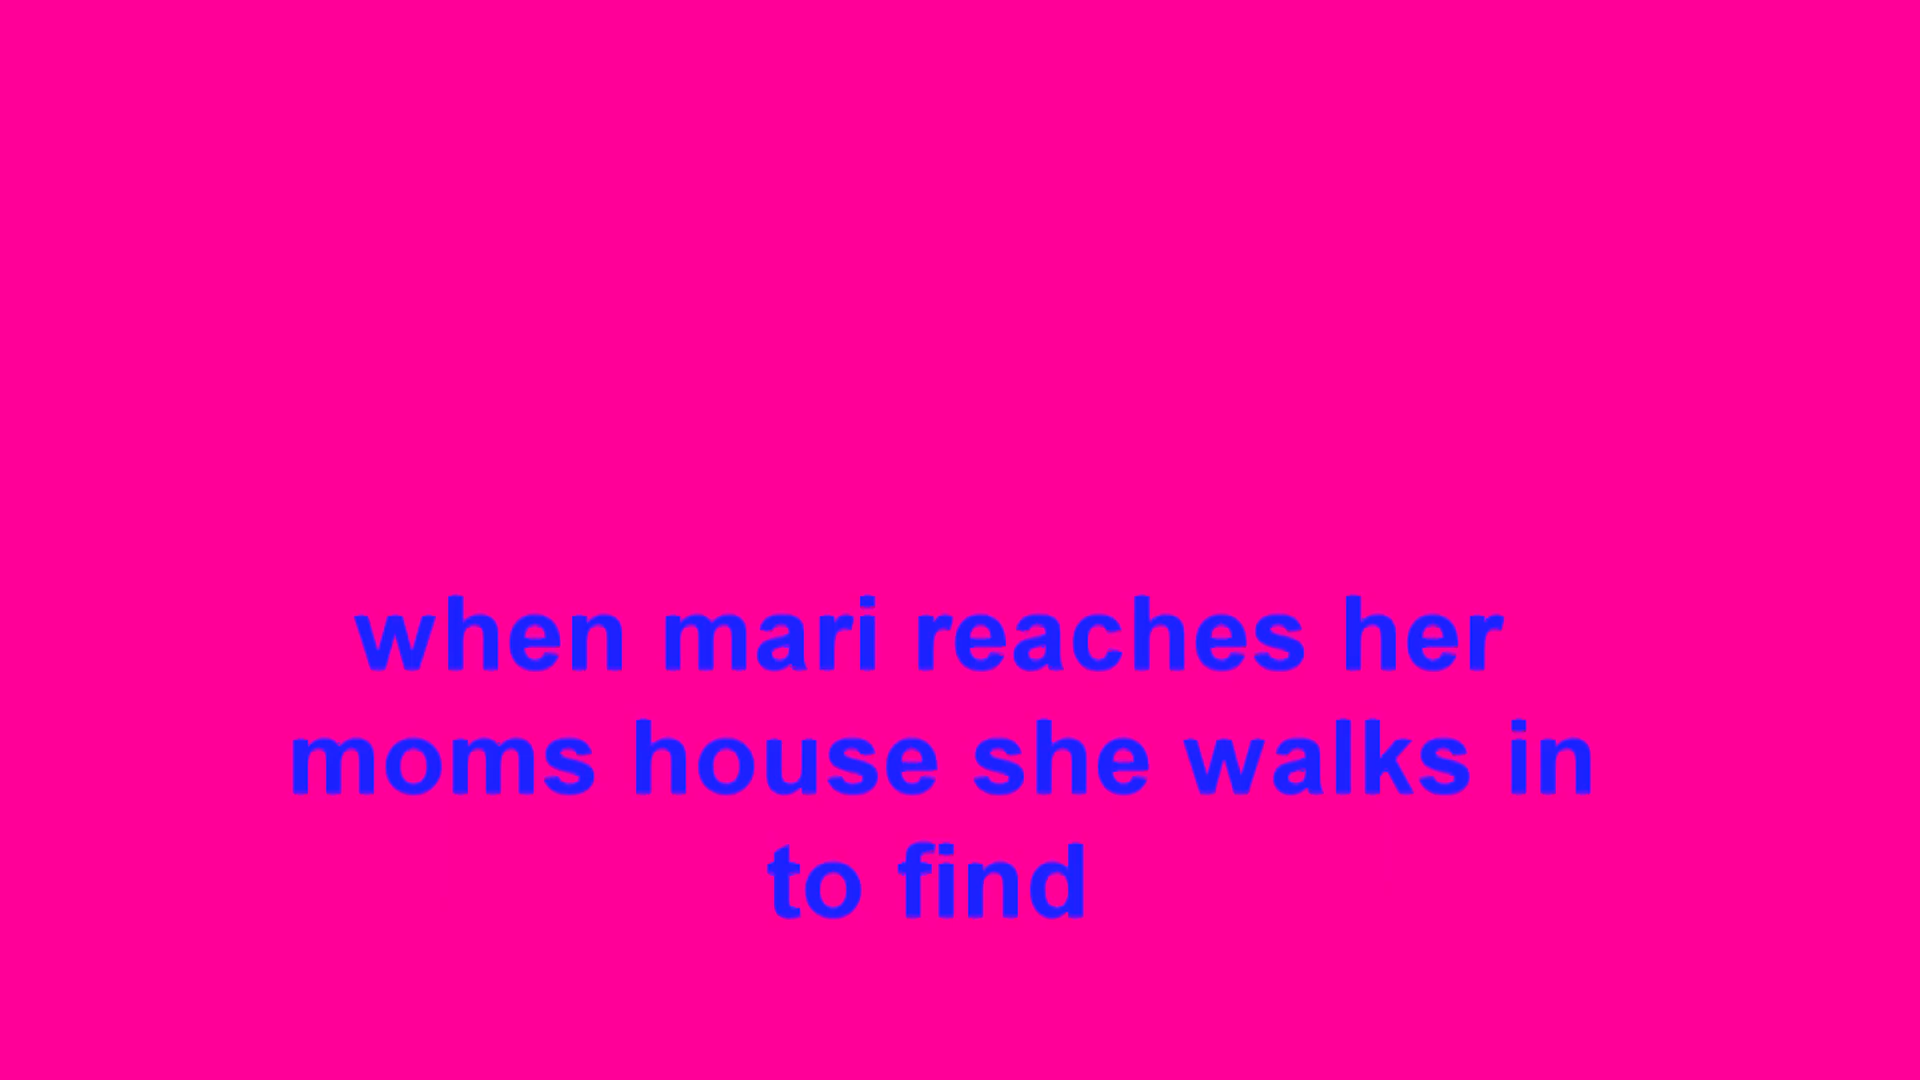 when mari reaches her
moms house she walks in
to find